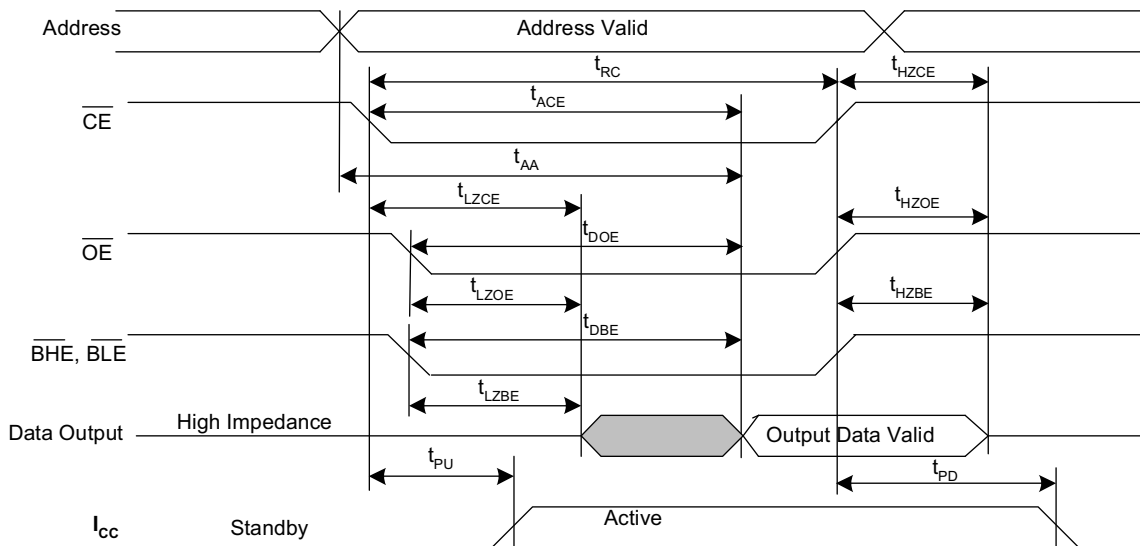 Address
Address Valid
tRC
tHZCE
tACE
CE
tAA
tLZCE
tHZOE
OE
tDOE
tLZOE
tHZBE
tDBE
BHE, BLE
tLZBE
Data Output
High Impedance
Output Data Valid
tPU
tPD
ICC
Standby
Active